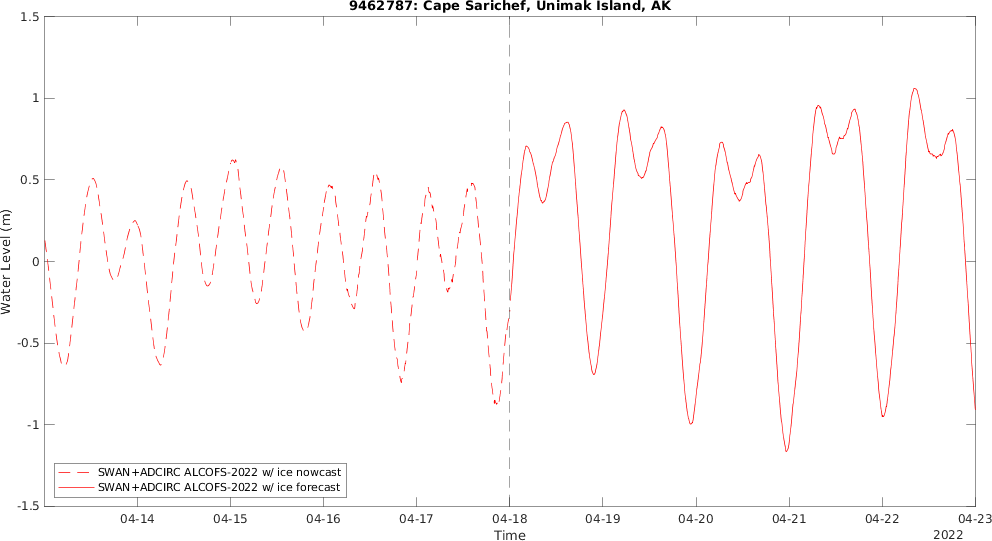 9462787: Cape Sarichef, Unimak Island, AK
Water Level (m)
1.5
1
0.5
0
-0.5
-1
-1.5
SWAN+ADCIRC ALCOFS-2022 w/ ice nowcast
SWAN+ADCIRC ALCOFS-2022 w/ ice forecast
04-14 04-15 04-16 04-17 04-18 04-19 04-20 04-21 04-22 04-23
Time
2022